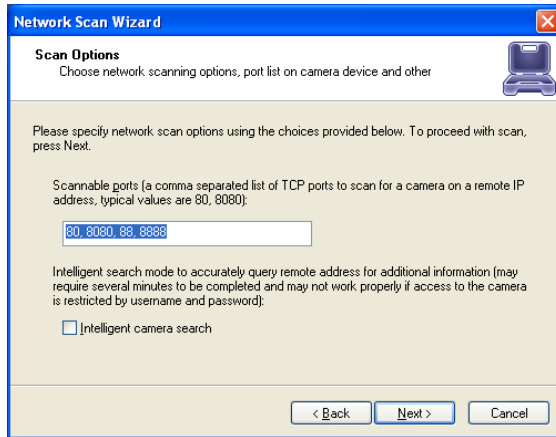 Network Scan Wizard
Scan Options
Choose network scanning options, port list on camera device and other
Please specify network scan options using the choices provided below. To proceed with scan,
press Next.
Scannable ports (a comma separated list of TCP ports to scan for a camera on a remote IP
address, typical values are 80, 8080):
80, 8080, 88, 8888
Intelligent search mode to accurately query remote address for additional information (may
require several minutes to be completed and may not work properly if access to the camera
is restricted by username and password):
Intelligent camera search
< Back Next > Cancel